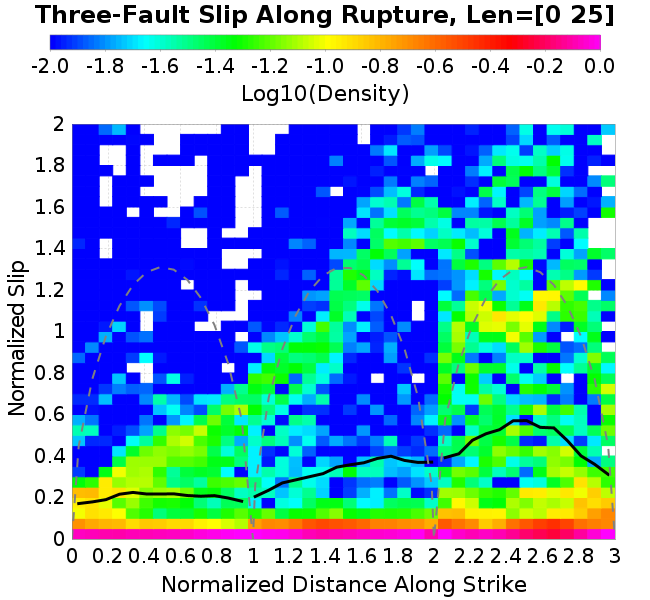 Three-Fault Slip Along Rupture, Len=[0 25]
-2.0 -1.8 -1.6 -1.4 -1.2 -1.0 -0.8 -0.6 -0.4 -0.2 0.0
Log10(Density)
2
1.8
1.6
1.4
1.2
1
0.8
0.6
0.4
0.2
0
Normalized Slip
0 0.2 0.4 0.6 0.8 1 1.2 1.4 1.6 1.8 2 2.2 2.4 2.6 2.8 3
Normalized Distance Along Strike